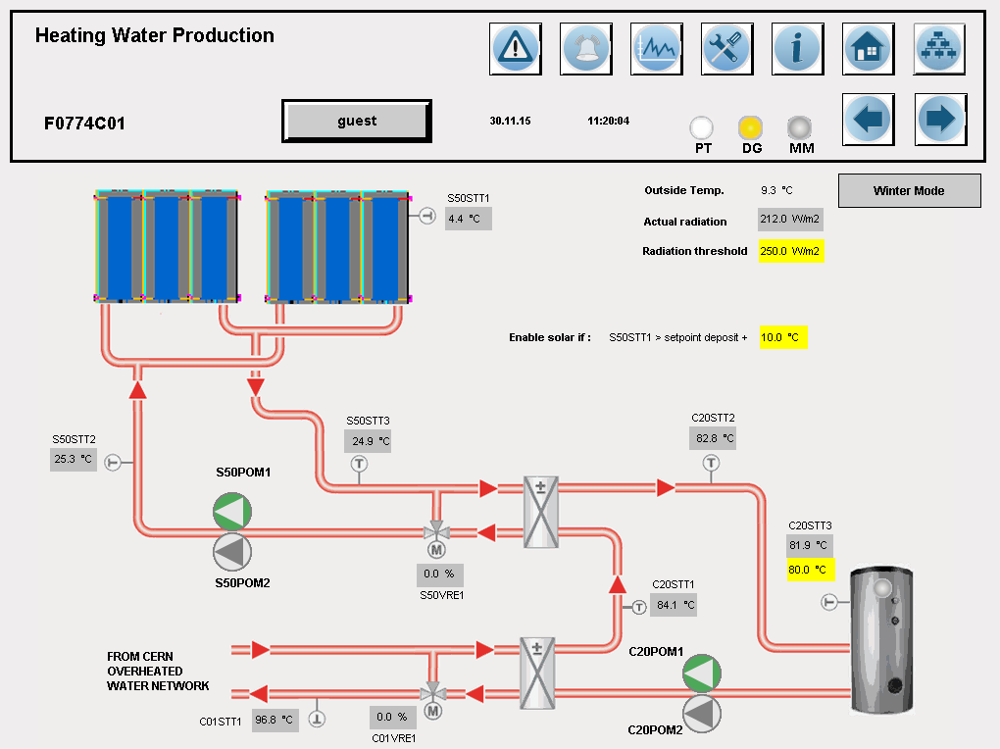 Heating Water Production
F0774C01
guest
30.11.15
11:20:04
PT
DG
MM
Outside Temp.
9.3 °C
Winter Mode
S50STT1
4.4 °C
Actual radiation
212.0 W/m2
Radiation threshold
250.0 W/m2
Enable solar if :
S50STT1 > setpoint deposit +
10.0 °C
S50STT3
24.9 °C
C20STT2
82.8 °C
S50STT2
25.3 °C
T
T
T
T
S50POM1
±
C20STT3
81.9 °C
80.0 °C
M
T
S50POM2
0.0 %
S50VRE1
C20STT1
84.1 °C
T
FROM CERN
OVERHEATED
WATER NETWORK
±
C20POM1
C01STT1
96.8 °C
T
0.0 %
M
C01VRE1
C20POM2